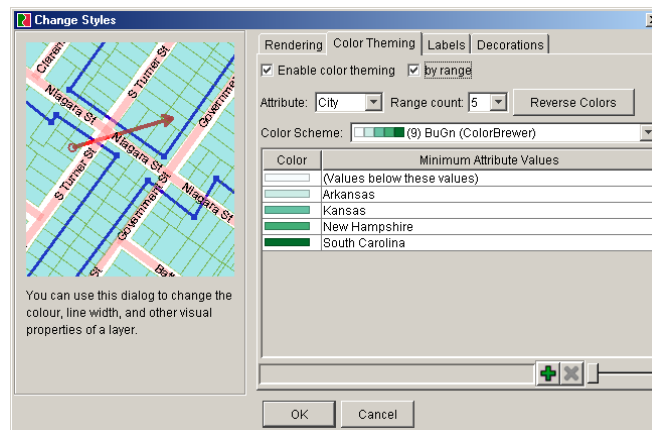 Change Styles
Claren
S Turner St
Niagara St
Government
Niagara St
Niagara St
S Turner St
Government St
St
Bat
You can use this dialog to change the
colour, line width, and other visual
properties of a layer.
Rendering Color Theming Labels Decorations
Enable color theming by range
Attribute: City Range count: 5 Reverse Colors
Color Scheme: (9) BuGn (ColorBrewer)
Color Minimum Attribute Values
(Values below these values)
Arkansas
Kansas
New Hampshire
South Carolina
OK Cancel